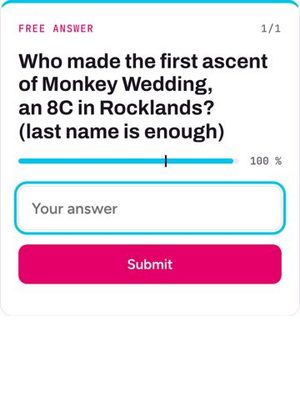 FREE ANSWER 1/1
Who made the first ascent
of Monkey Wedding,
an 8C in Rocklands?
(last name is enough)
100 %
Your answer
Submit